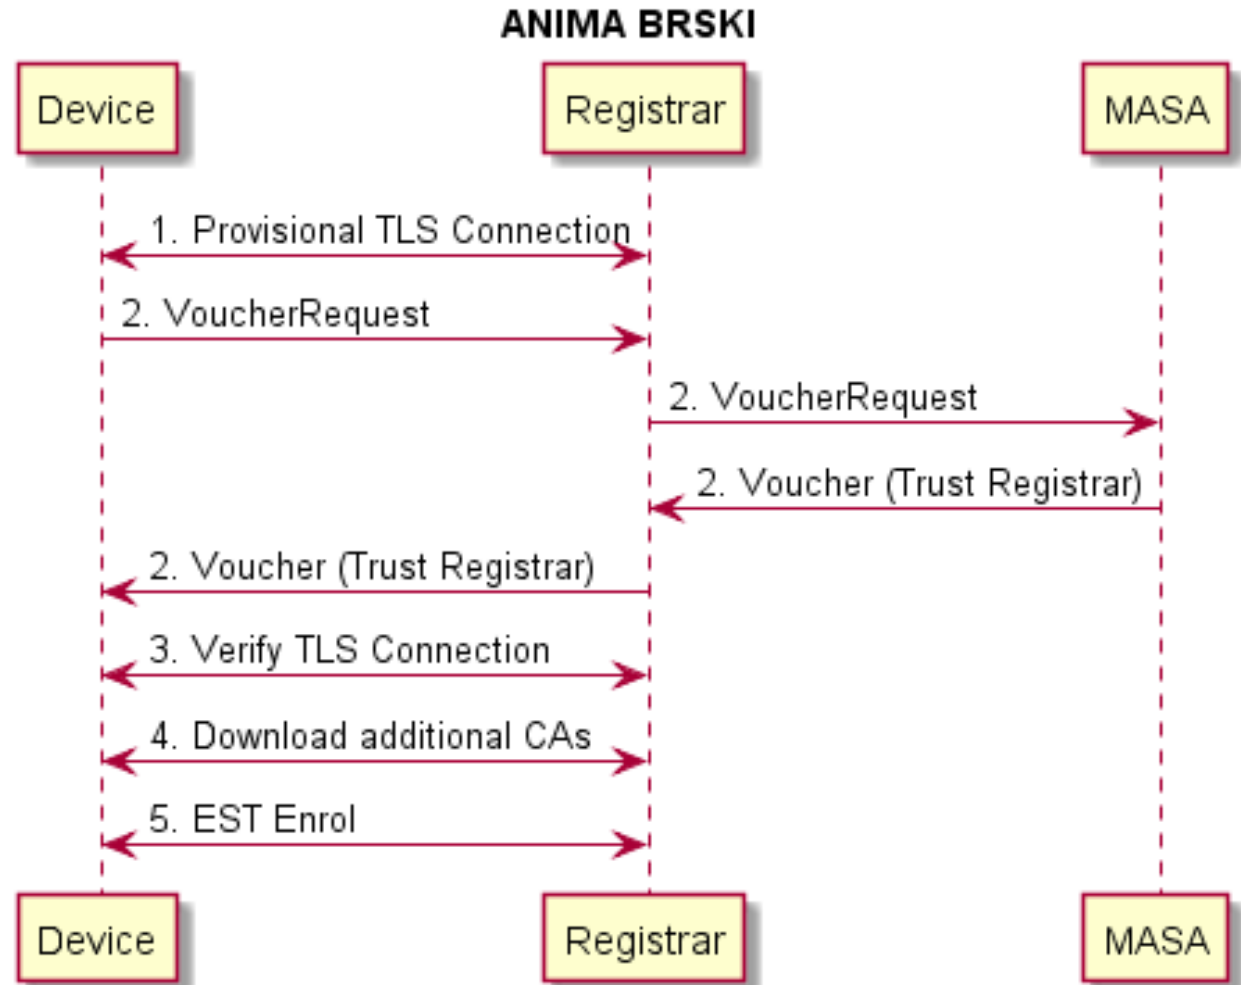 ANIMA BRSKI
Device
Registrar
MASA
1. Provisional TLS Connection
2. VoucherRequest
2. VoucherRequest
2. Voucher (Trust Registrar)
2. Voucher (Trust Registrar)
3. Verify TLS Connection
4. Download additional CAs
5. EST Enrol
Device
Registrar
MASA